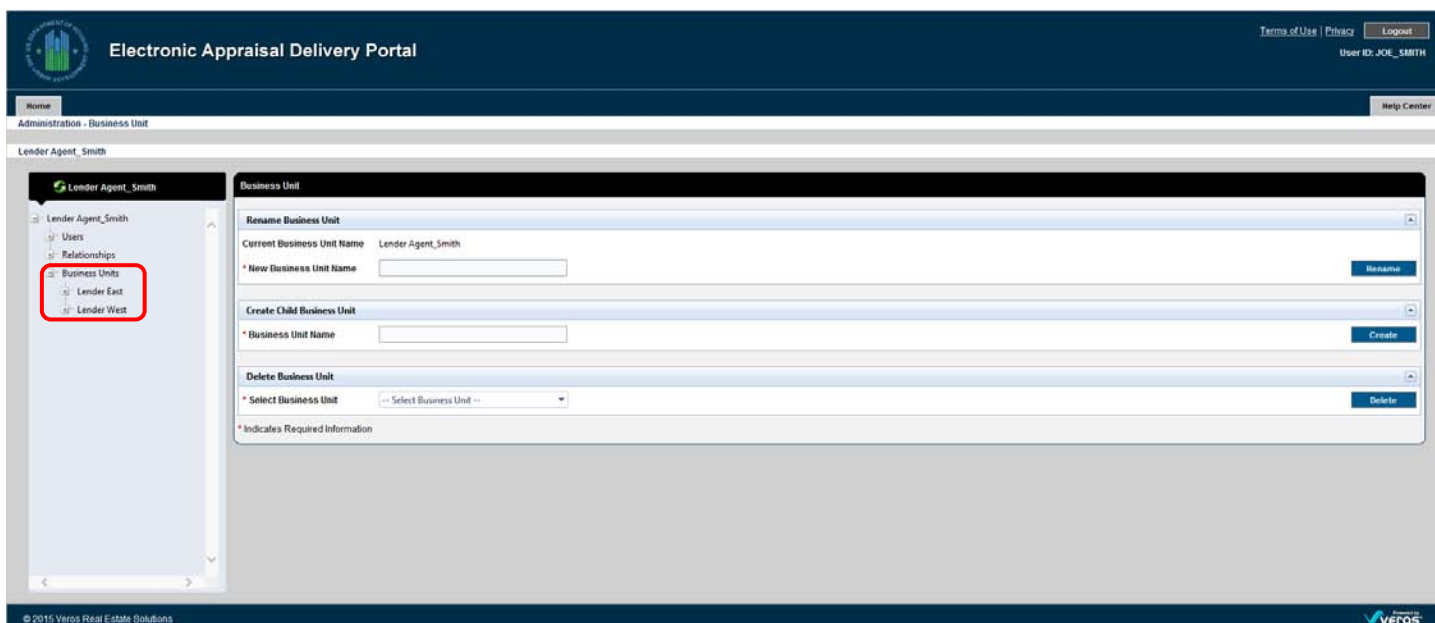 Electronic Appraisal Delivery Portal
Terms of Use | Privacy Logout
User ID: JOE_SMITH
Home Help Center
Administration - Business Unit
Lender Agent_Smith
Lender Agent_Smith
Lender Agent_Smith
Users
Relationships
Business Units
Lender East
Lender West
Business Unit
Rename Business Unit
Current Business Unit Name Lender Agent_Smith
* New Business Unit Name Rename
Create Child Business Unit
* Business Unit Name Create
Delete Business Unit
* Select Business Unit -- Select Business Unit -- Delete
* Indicates Required Information
© 2015 Veros Real Estate Solutions
Powered by
veros